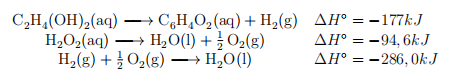 C₂H₄(OH)₂(aq) ⟶ C₆H₄O₂(aq) + H₂(g) ΔH° = −177kJ
H₂O₂(aq) ⟶ H₂O(l) + ½ O₂(g) ΔH° = −94,6kJ
H₂(g) + ½ O₂(g) ⟶ H₂O(l) ΔH° = −286,0kJ